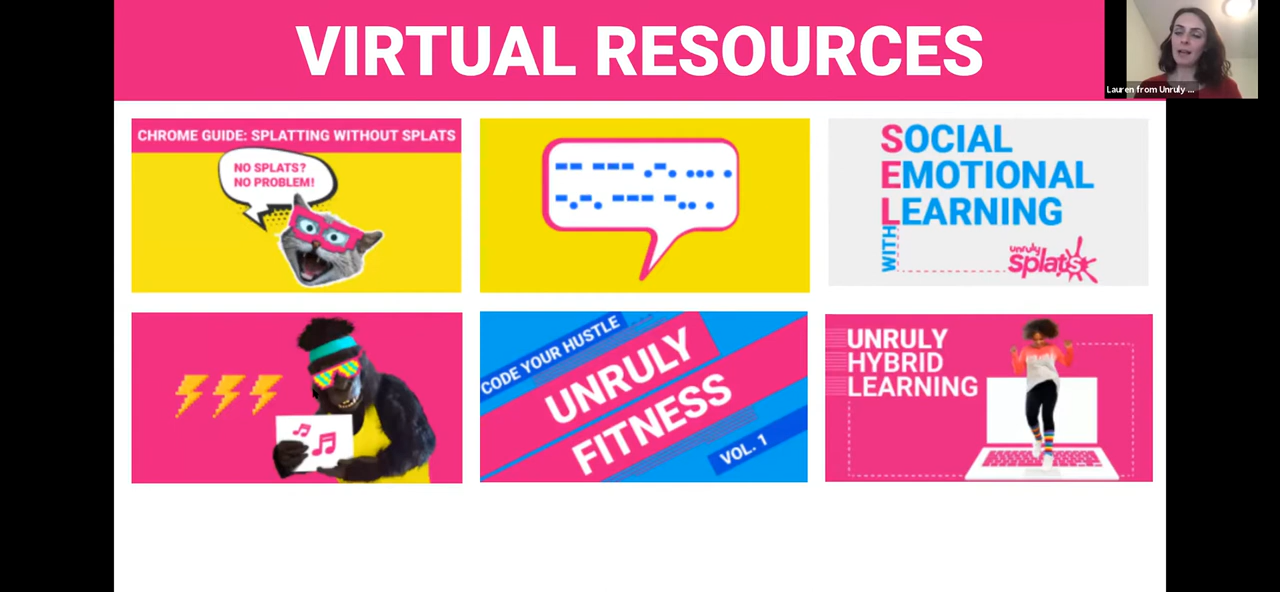 VIRTUAL RESOURCES
Lauren from Unruly ...
CHROME GUIDE: SPLATTING WITHOUT SPLATS
NO SPLATS?
NO PROBLEM!
SOCIAL
EMOTIONAL
LEARNING
WITH
unruly
splats
CODE YOUR HUSTLE
UNRULY
FITNESS
VOL. 1
UNRULY
HYBRID
LEARNING